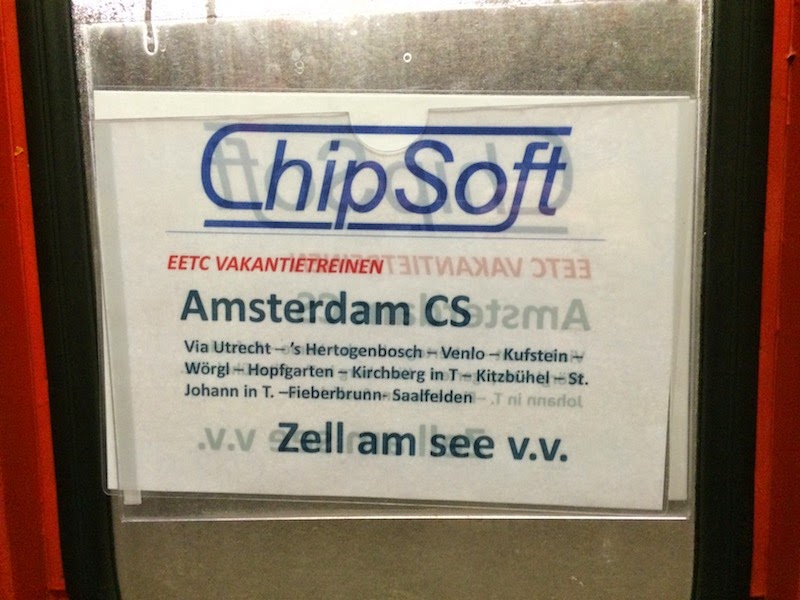 ChipSoft
EETC VAKANTIETREINEN
Amsterdam CS
Via Utrecht – 's Hertogenbosch – Venlo – Kufstein –
Wörgl – Hopfgarten – Kirchberg in T – Kitzbühel – St.
Johann in T. –Fieberbrunn- Saalfelden
Zell am see v.v.